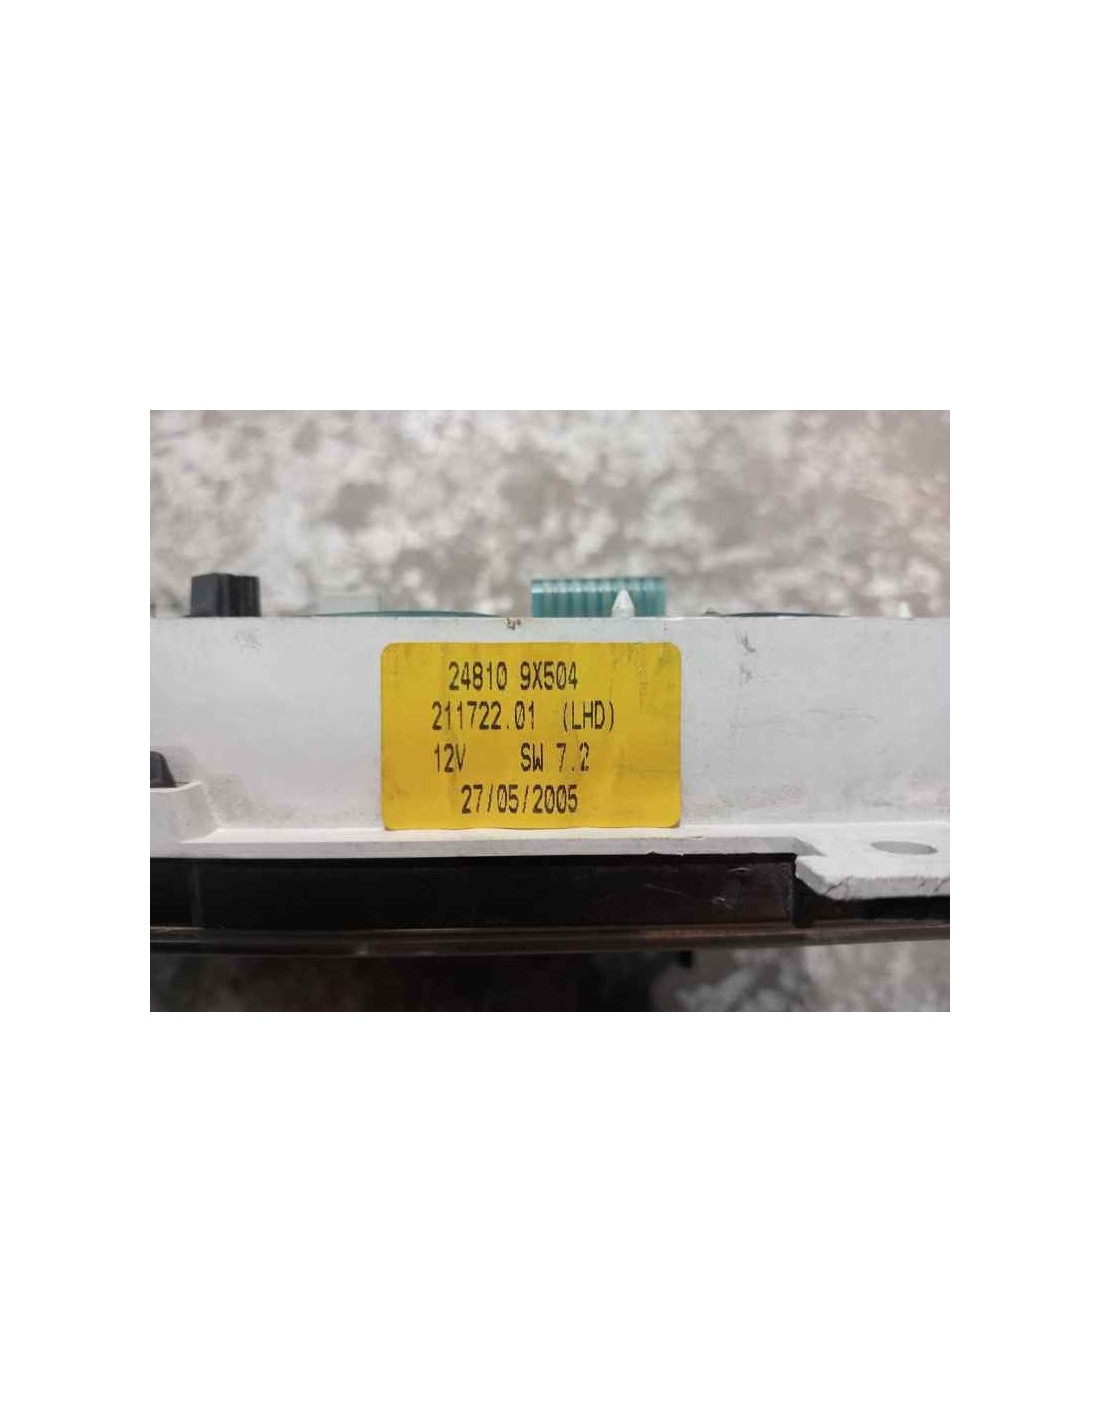 24810 9X504
211722.01 (LHD)
12V SW 7.2
27/05/2005